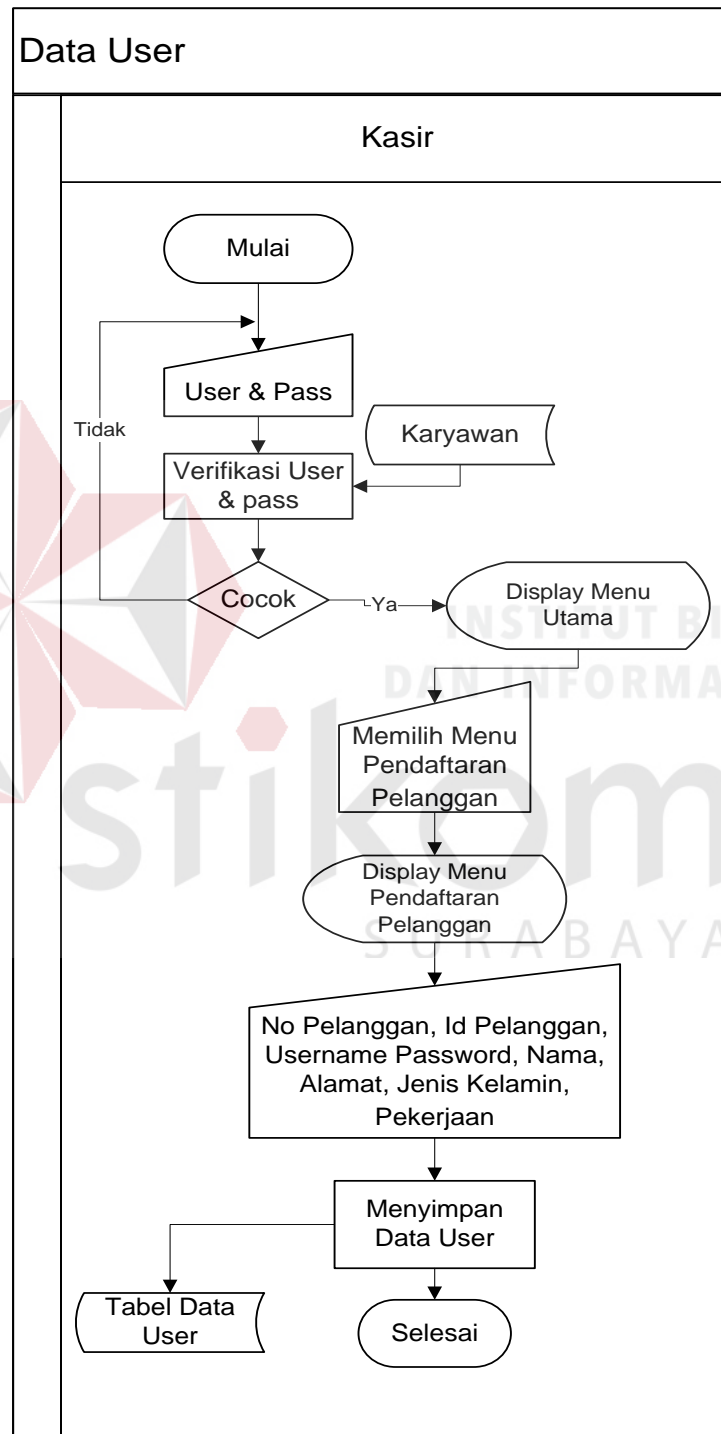 Data User
Kasir
Mulai
User & Pass
Tidak
Karyawan
Verifikasi User
& pass
Cocok
Ya
Display Menu
Utama
INSTITUT BI
DAN INFORMA
Memilih Menu
Pendaftaran
Pelanggan
stikom
Display Menu
Pendaftaran
Pelanggan
SURABAYA
No Pelanggan, Id Pelanggan,
Username Password, Nama,
Alamat, Jenis Kelamin,
Pekerjaan
Menyimpan
Data User
Tabel Data
User
Selesai